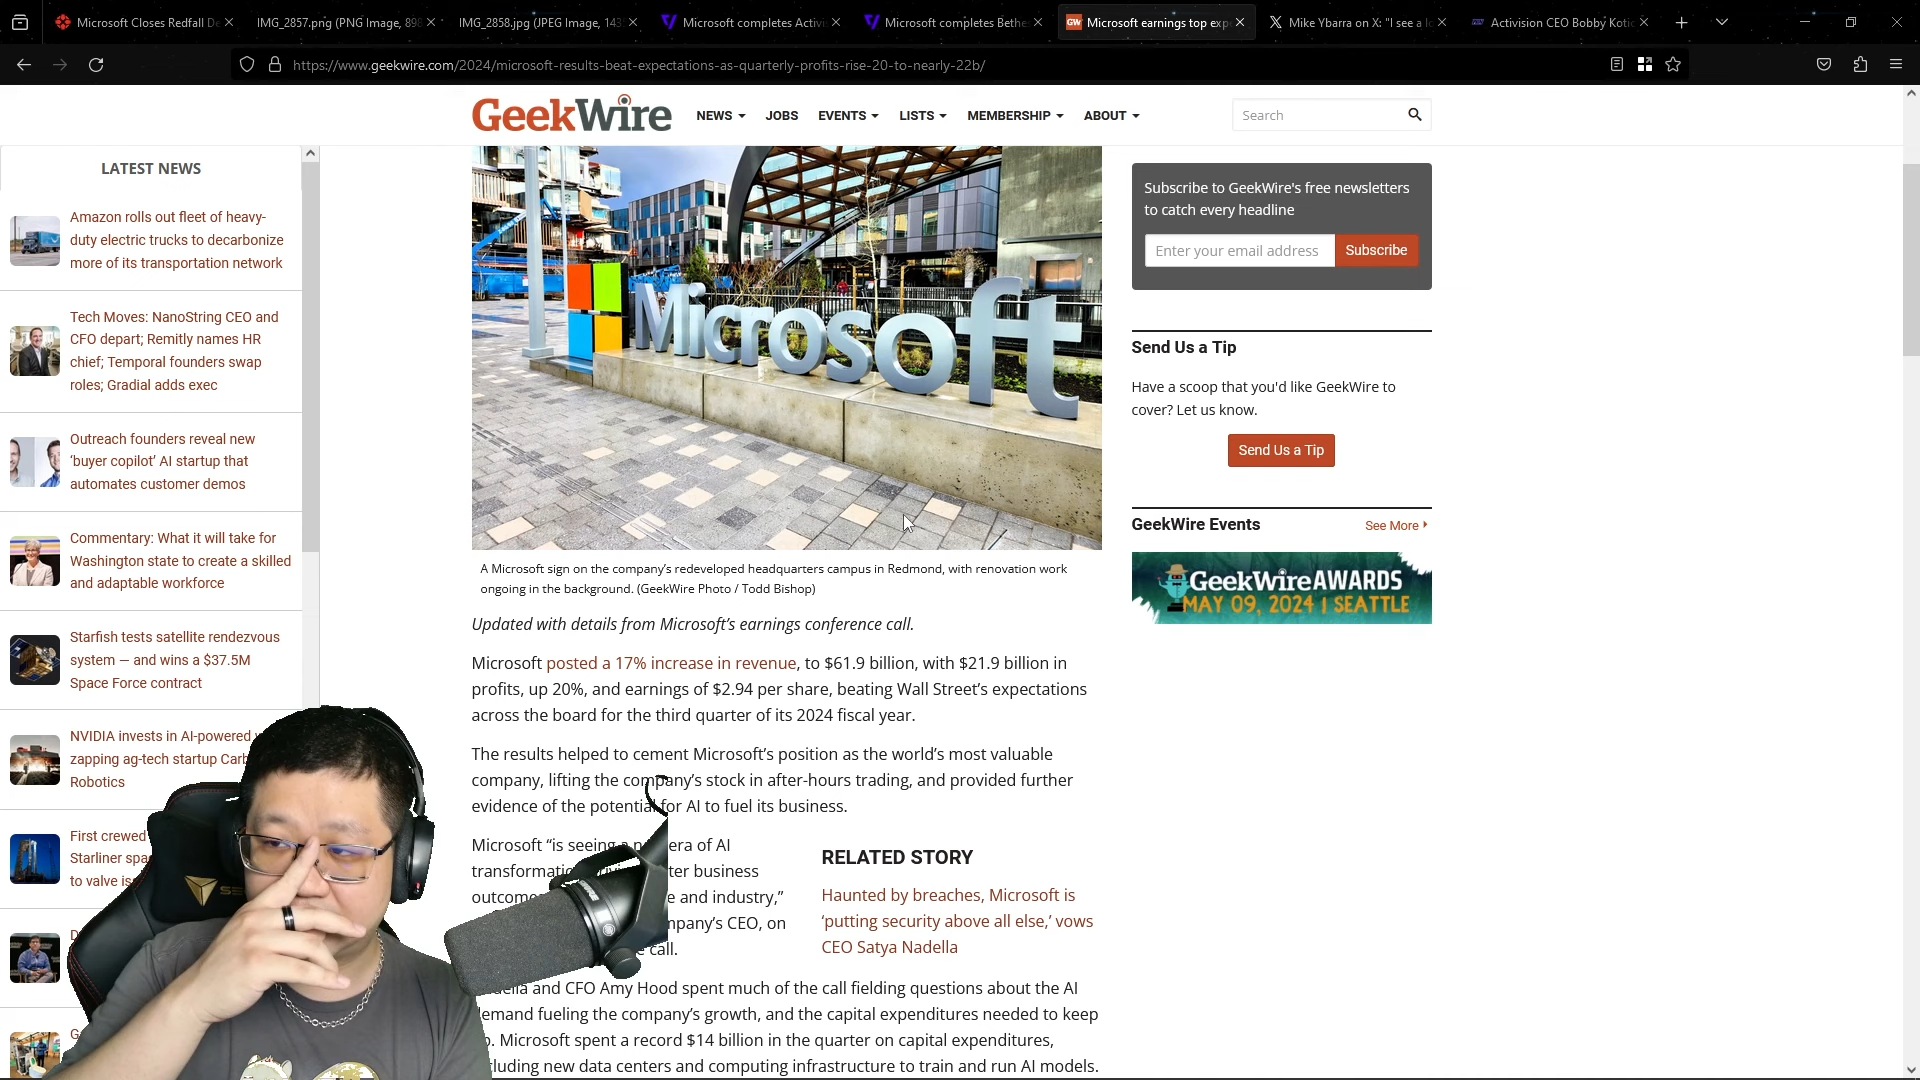 Microsoft Closes Redfall De
IMG_2857.png (PNG Image, 898
IMG_2858.jpg (JPEG Image, 143
Microsoft completes Activi
Microsoft completes Bethe
GW
Microsoft earnings top exp
Mike Ybarra on X: "I see a lo
Activision CEO Bobby Kotic
https://www.geekwire.com/2024/microsoft-results-beat-expectations-as-quarterly-profits-rise-20-to-nearly-22b/
GeekWire
NEWS
JOBS
EVENTS
LISTS
MEMBERSHIP
ABOUT
Search
LATEST NEWS
Amazon rolls out fleet of heavy-
duty electric trucks to decarbonize
more of its transportation network
Tech Moves: NanoString CEO and
CFO depart; Remitly names HR
chief; Temporal founders swap
roles; Gradial adds exec
Outreach founders reveal new
‘buyer copilot’ AI startup that
automates customer demos
Commentary: What it will take for
Washington state to create a skilled
and adaptable workforce
Starfish tests satellite rendezvous
system — and wins a $37.5M
Space Force contract
NVIDIA invests in AI-powered
zapping ag-tech startup Carb
Robotics
First crewed
Starliner spa
to valve is
Microsoft
A Microsoft sign on the company’s redeveloped headquarters campus in Redmond, with renovation work
ongoing in the background. (GeekWire Photo / Todd Bishop)
Updated with details from Microsoft’s earnings conference call.
Microsoft posted a 17% increase in revenue, to $61.9 billion, with $21.9 billion in
profits, up 20%, and earnings of $2.94 per share, beating Wall Street’s expectations
across the board for the third quarter of its 2024 fiscal year.
The results helped to cement Microsoft’s position as the world’s most valuable
company, lifting the company’s stock in after-hours trading, and provided further
evidence of the potential for AI to fuel its business.
Microsoft “is seeing a new era of AI
transformation ter business
outcome e and industry,”
mpany’s CEO, on
e call.
RELATED STORY
Haunted by breaches, Microsoft is
‘putting security above all else,’ vows
CEO Satya Nadella
della and CFO Amy Hood spent much of the call fielding questions about the AI
demand fueling the company’s growth, and the capital expenditures needed to keep
. Microsoft spent a record $14 billion in the quarter on capital expenditures,
cluding new data centers and computing infrastructure to train and run AI models.
Subscribe to GeekWire's free newsletters
to catch every headline
Enter your email address
Subscribe
Send Us a Tip
Have a scoop that you'd like GeekWire to
cover? Let us know.
Send Us a Tip
GeekWire Events
See More
GeekWire AWARDS
MAY 09, 2024 | SEATTLE